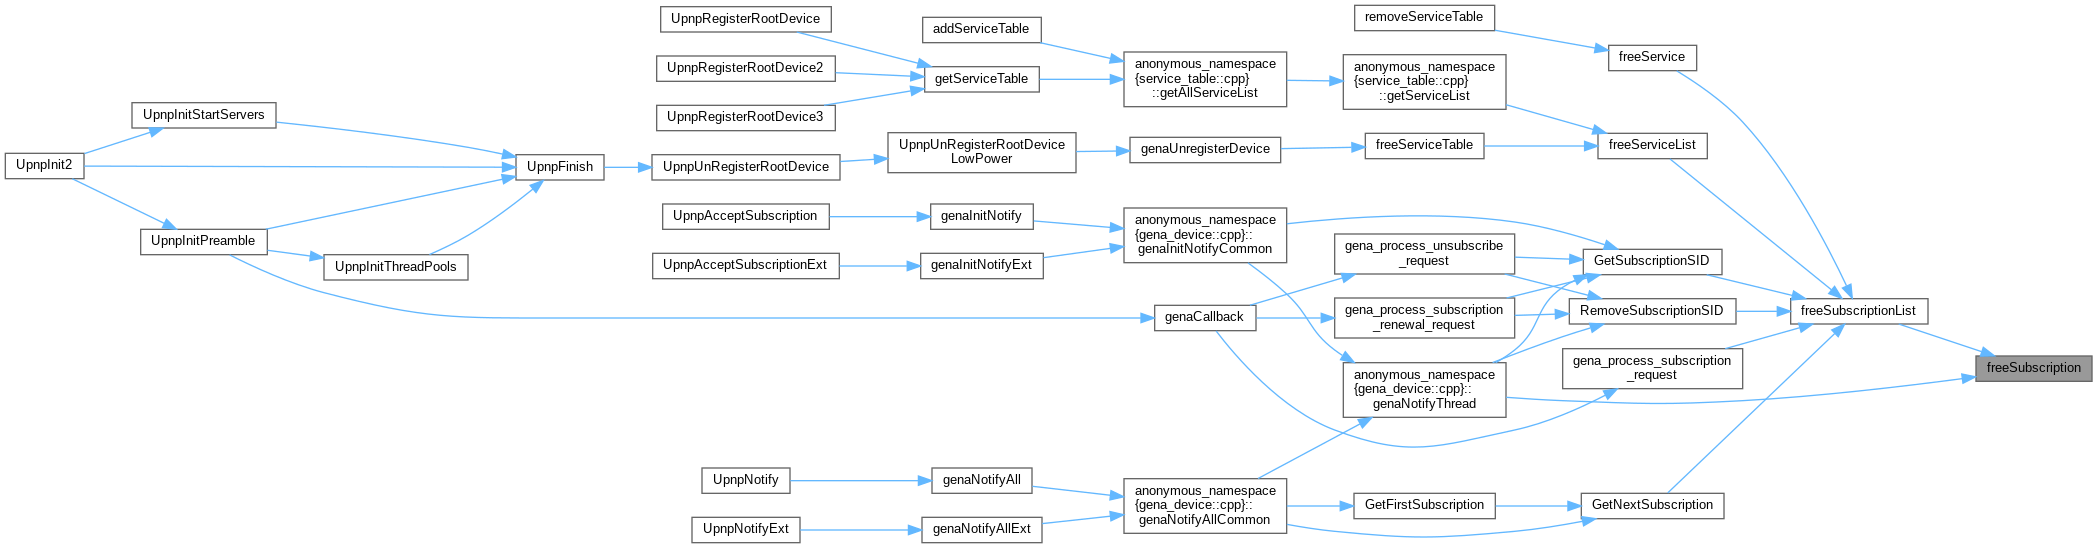 UpnpRegisterRootDevice
addServiceTable
removeServiceTable
freeService
UpnpRegisterRootDevice2
getServiceTable
anonymous_namespace
{service_table::cpp}
::getAllServiceList
anonymous_namespace
{service_table::cpp}
::getServiceList
UpnpInitStartServers
UpnpRegisterRootDevice3
UpnpInit2
UpnpFinish
UpnpUnRegisterRootDevice
UpnpUnRegisterRootDevice
LowPower
genaUnregisterDevice
freeServiceTable
freeServiceList
UpnpAcceptSubscription
genaInitNotify
anonymous_namespace
{gena_device::cpp}::
genaInitNotifyCommon
UpnpInitPreamble
UpnpInitThreadPools
UpnpAcceptSubscriptionExt
genaInitNotifyExt
gena_process_unsubscribe
_request
GetSubscriptionSID
genaCallback
gena_process_subscription
_renewal_request
RemoveSubscriptionSID
freeSubscriptionList
gena_process_subscription
_request
freeSubscription
anonymous_namespace
{gena_device::cpp}::
genaNotifyThread
UpnpNotify
genaNotifyAll
anonymous_namespace
{gena_device::cpp}::
genaNotifyAllCommon
GetFirstSubscription
GetNextSubscription
UpnpNotifyExt
genaNotifyAllExt